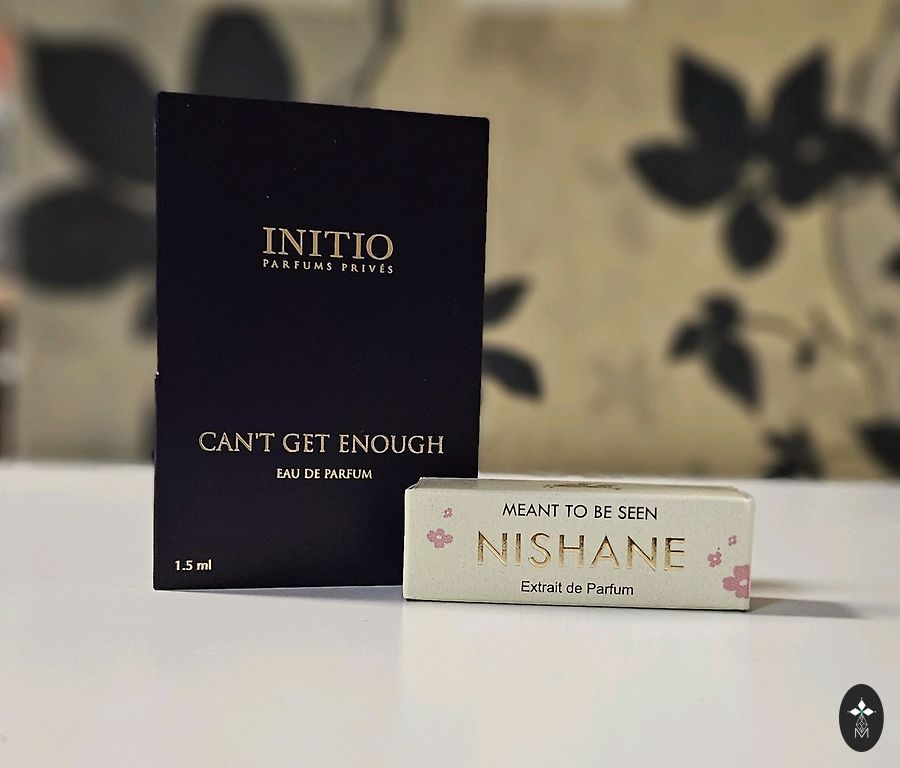 INITIO
PARFUMS PRIVÉS
CAN'T GET ENOUGH
EAU DE PARFUM
1.5 ml
MEANT TO BE SEEN
NISHANE
Extrait de Parfum
M